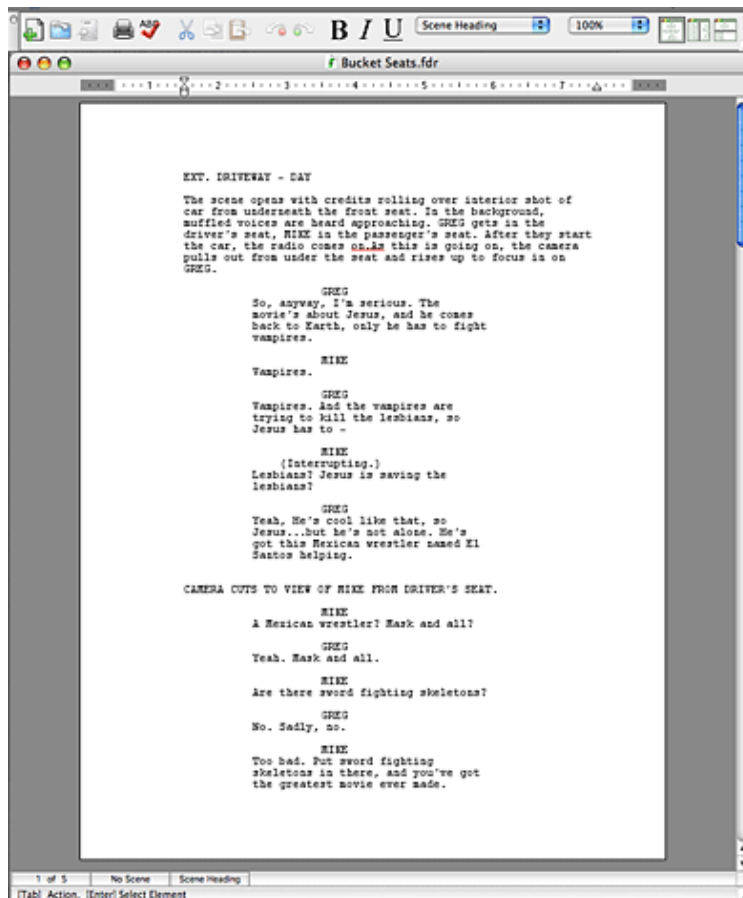 ABC
B I U Scene Heading 100%
Bucket Seats.fdr
1 2 3 4 5 6 7
EXT. DRIVEWAY - DAY
The scene opens with credits rolling over interior shot of
car from underneath the front seat. In the background,
muffled voices are heard approaching. GREG gets in the
driver's seat, MIKE in the passenger's seat. After they start
the car, the radio comes on.As this is going on, the camera
pulls out from under the seat and rises up to focus in on
GREG.
GREG
So, anyway, I'm serious. The
movie's about Jesus, and he comes
back to Earth, only he has to fight
vampires.
MIKE
Vampires.
GREG
Vampires. And the vampires are
trying to kill the lesbians, so
Jesus has to -
MIKE
(Interrupting.)
Lesbians? Jesus is saving the
lesbians?
GREG
Yeah, He's cool like that, so
Jesus...but he's not alone. He's
got this Mexican wrestler named El
Santos helping.
CAMERA CUTS TO VIEW OF MIKE FROM DRIVER'S SEAT.
MIKE
A Mexican wrestler? Mask and all?
GREG
Yeah. Mask and all.
MIKE
Are there sword fighting skeletons?
GREG
No. Sadly, no.
MIKE
Too bad. Put sword fighting
skeletons in there, and you've got
the greatest movie ever made.
1 of 5 No Scene Scene Heading
[Tab] Action, [Enter] Select Element